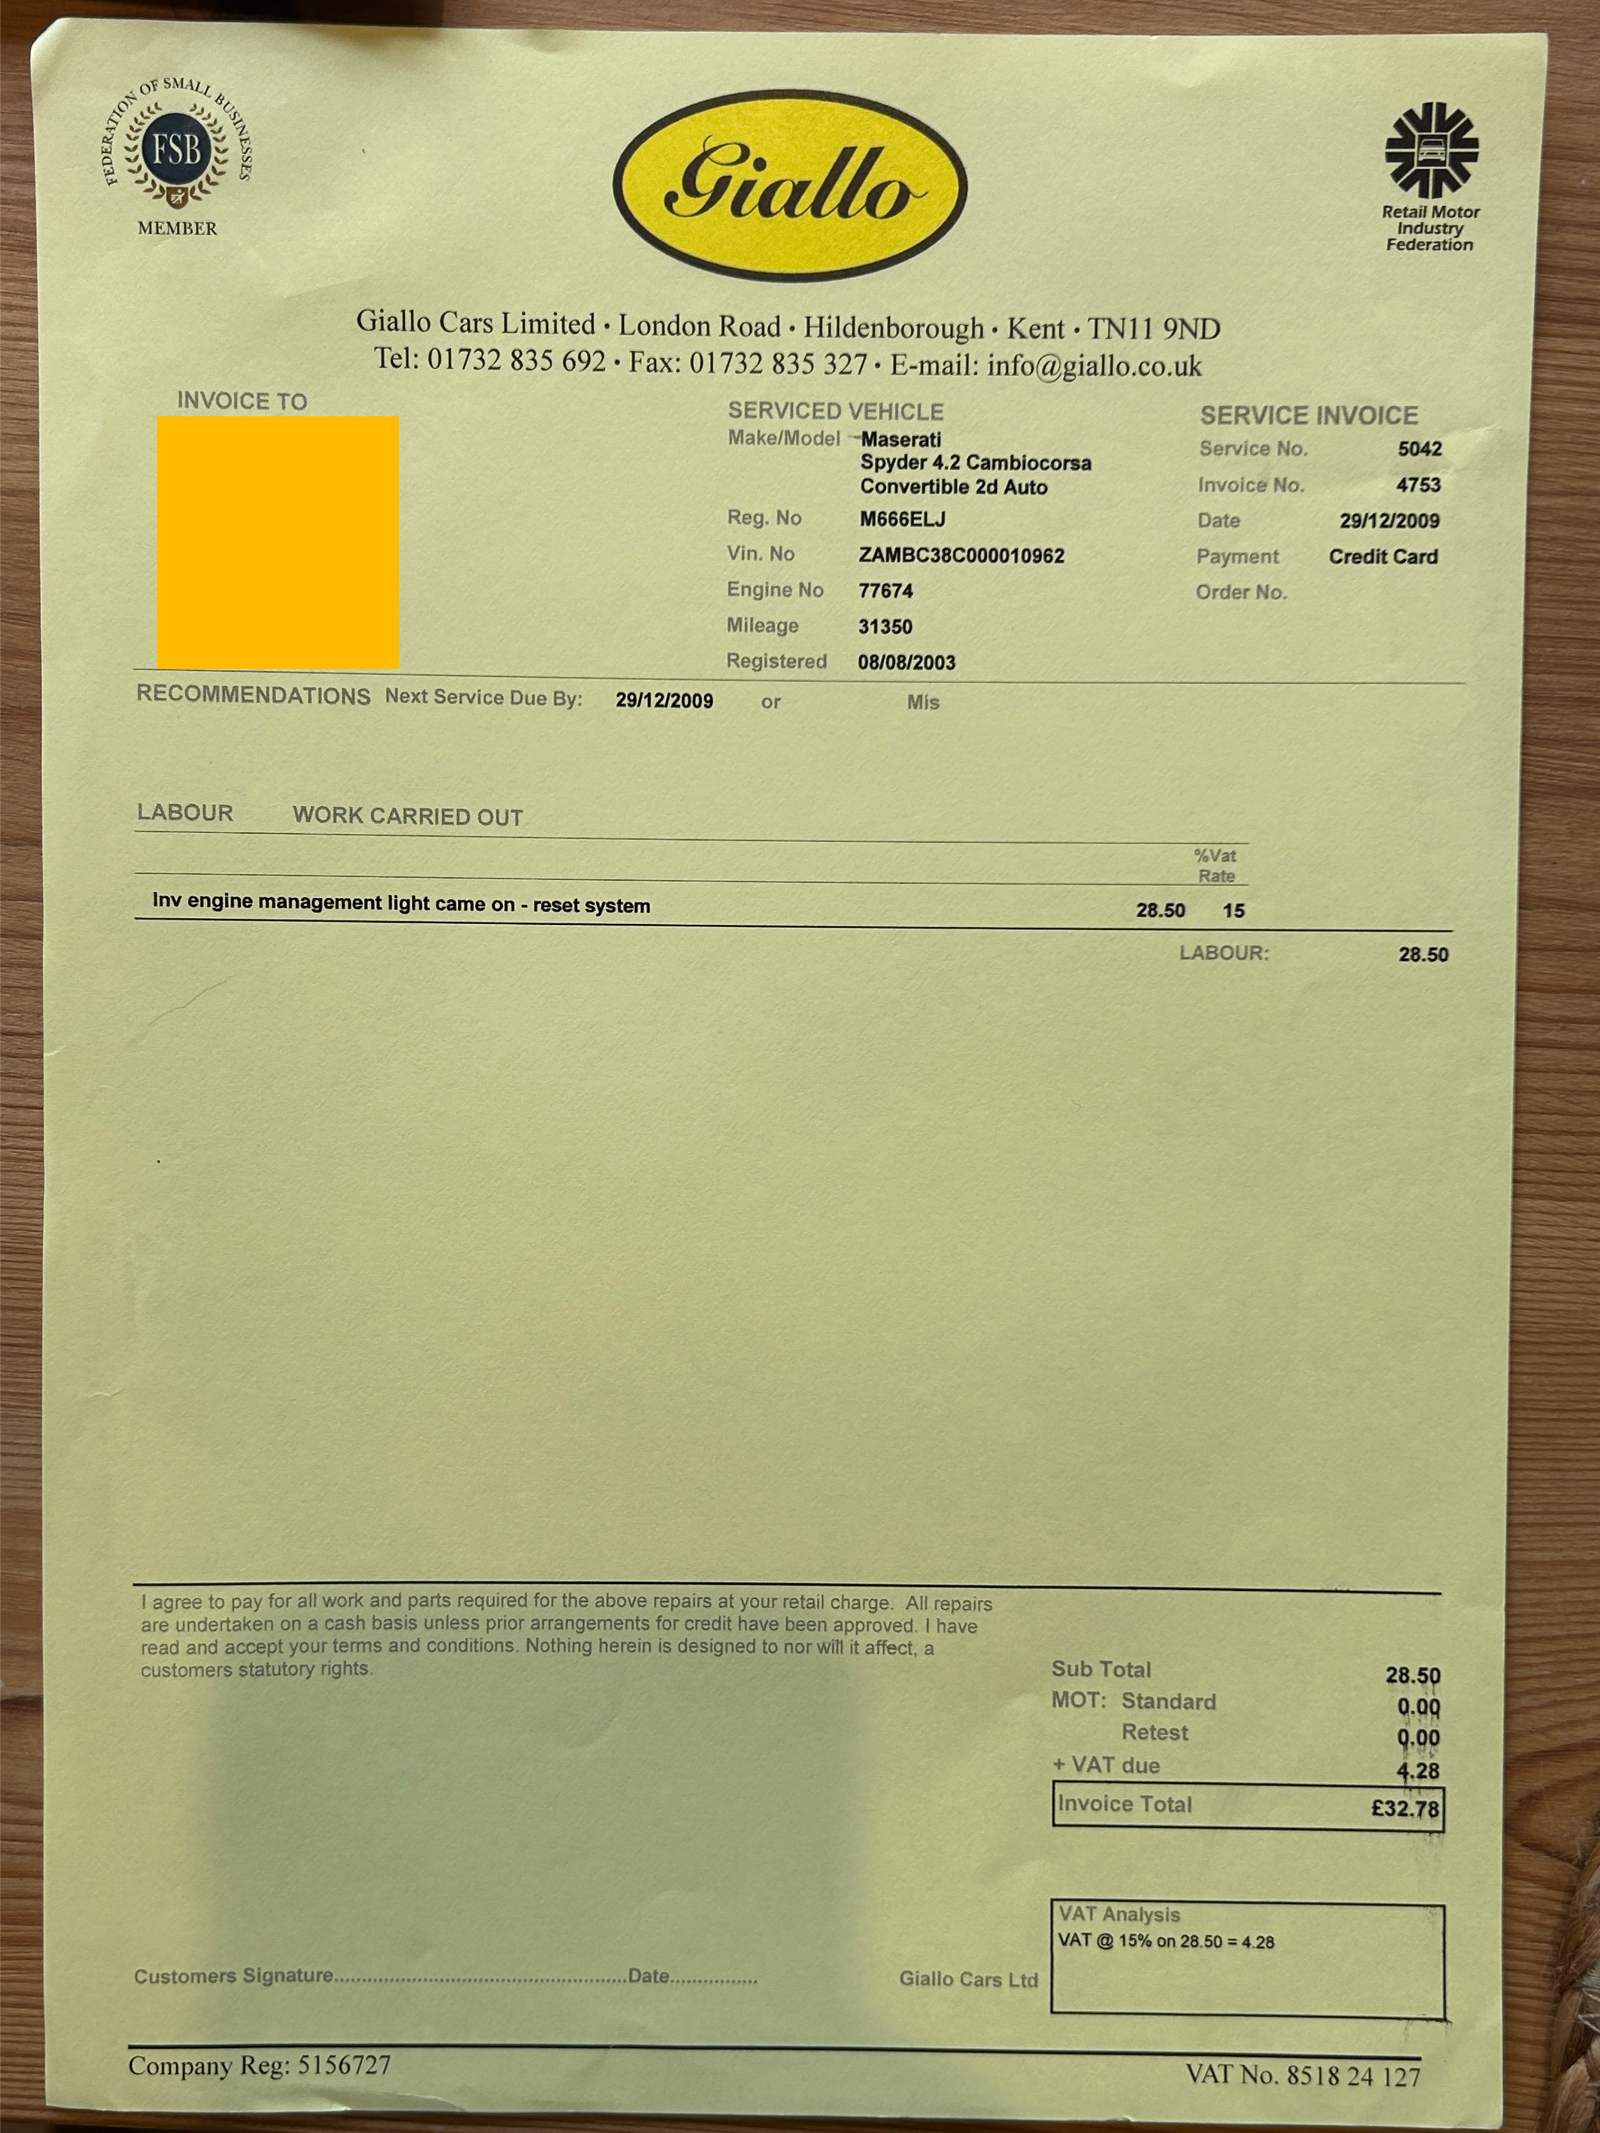 FEDERATION OF SMALL BUSINESSES
FSB
MEMBER
Giallo
Retail Motor
Industry
Federation
Giallo Cars Limited • London Road • Hildenborough • Kent • TN11 9ND
Tel: 01732 835 692 • Fax: 01732 835 327 • E-mail: info@giallo.co.uk
INVOICE TO
SERVICED VEHICLE
Make/Model Maserati
Spyder 4.2 Cambiocorsa
Convertible 2d Auto
Reg. No M666ELJ
Vin. No ZAMBC38C000010962
Engine No 77674
Mileage 31350
Registered 08/08/2003
SERVICE INVOICE
Service No. 5042
Invoice No. 4753
Date 29/12/2009
Payment Credit Card
Order No.
RECOMMENDATIONS Next Service Due By: 29/12/2009 or Mls
LABOUR WORK CARRIED OUT
%Vat
Rate
Inv engine management light came on - reset system 28.50 15
LABOUR: 28.50
I agree to pay for all work and parts required for the above repairs at your retail charge. All repairs
are undertaken on a cash basis unless prior arrangements for credit have been approved. I have
read and accept your terms and conditions. Nothing herein is designed to nor will it affect, a
customers statutory rights.
Sub Total 28.50
MOT: Standard 0.00
Retest 0.00
+ VAT due 4.28
Invoice Total £32.78
VAT Analysis
VAT @ 15% on 28.50 = 4.28
Customers Signature.....................................................Date................ Giallo Cars Ltd
Company Reg: 5156727 VAT No. 8518 24 127